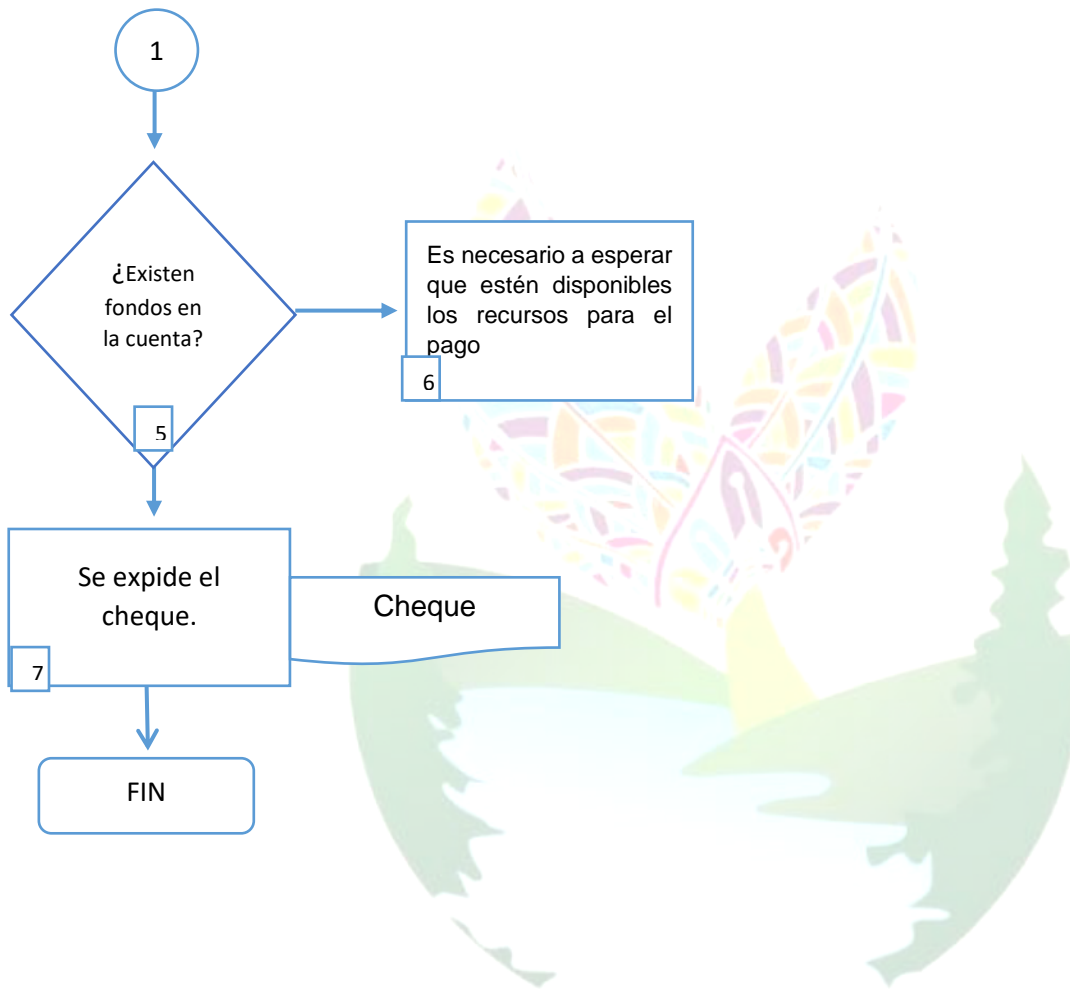 1
¿Existen
fondos en
la cuenta?
5
Es necesario a esperar
que estén disponibles
los recursos para el
pago
6
Se expide el
cheque.
7
Cheque
FIN